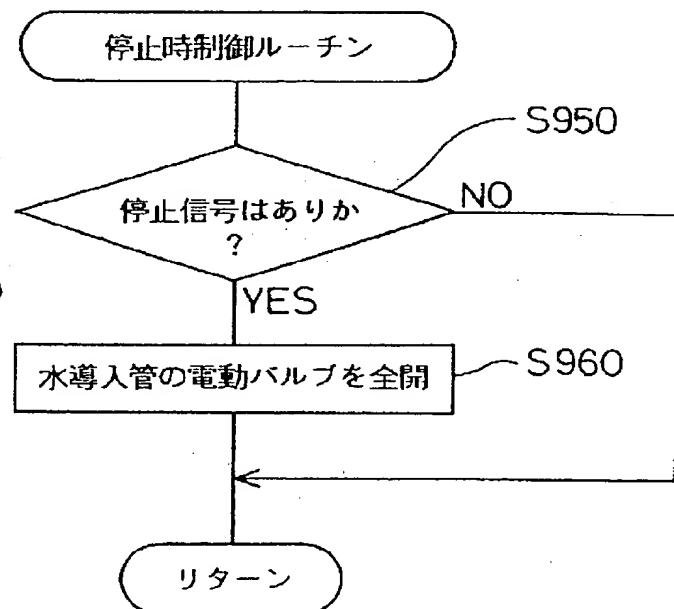 停止時制御ルーチン
S950
停止信号はありか
?
NO
YES
水導入管の電動バルブを全開
S960
リターン